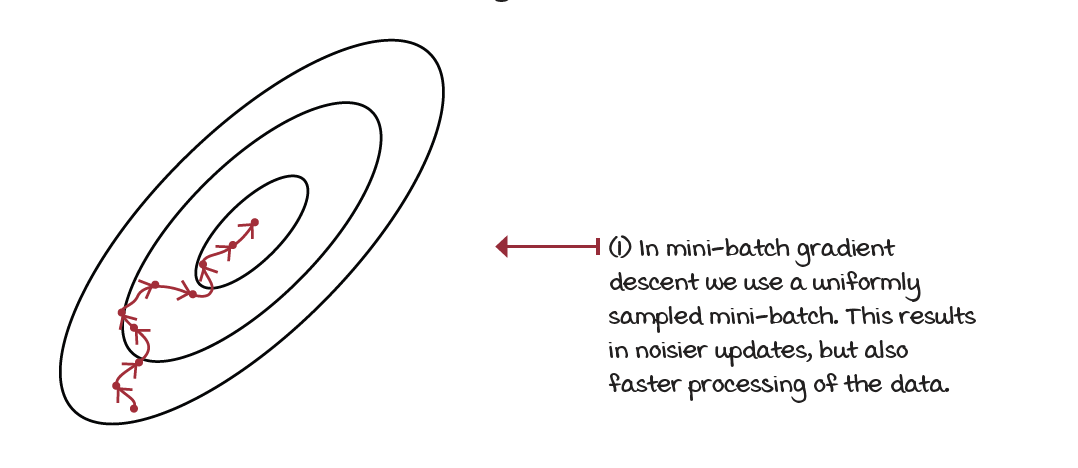 (1) In mini-batch gradient
descent we use a uniformly
sampled mini-batch. This results
in noisier updates, but also
faster processing of the data.